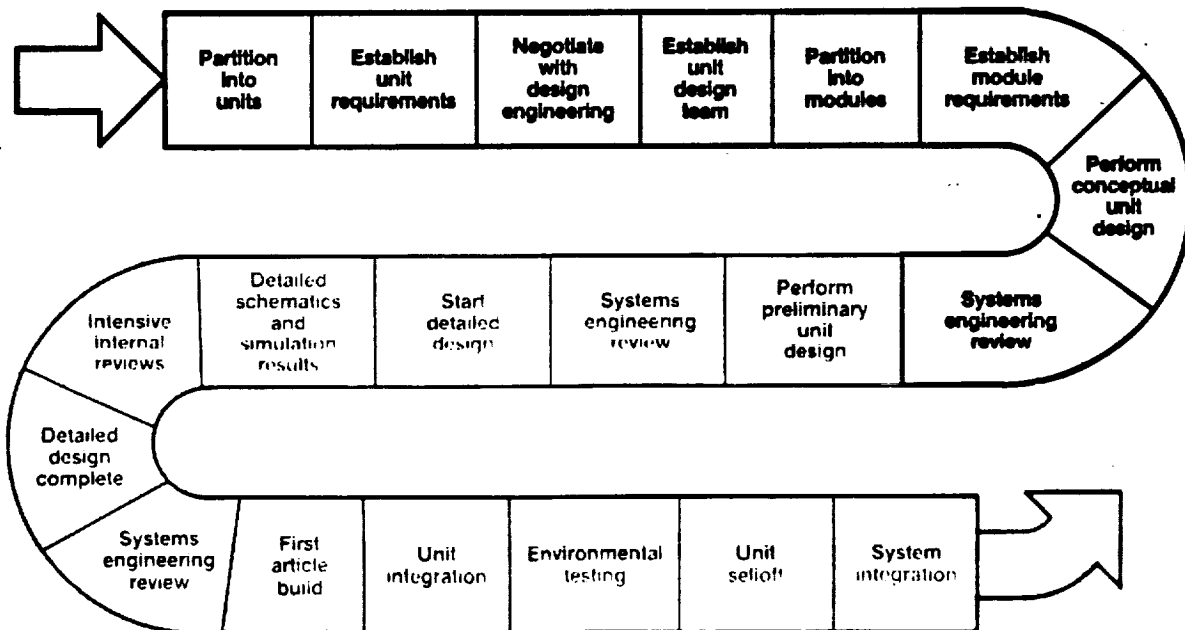 Partition
into
units
Establish
unit
requirements
Negotiate
with
design
engineering
Establish
unit
design
team
Partition
into
modules
Establish
module
requirements
Perform
conceptual
unit
design
Systems
engineering
review
Perform
preliminary
unit
design
Systems
engineering
review
Start
detailed
design
Detailed
schematics
and
simulation
results
Intensive
internal
reviews
Detailed
design
complete
Systems
engineering
review
First
article
build
Unit
integration
Environmental
testing
Unit
selloff
System
integration